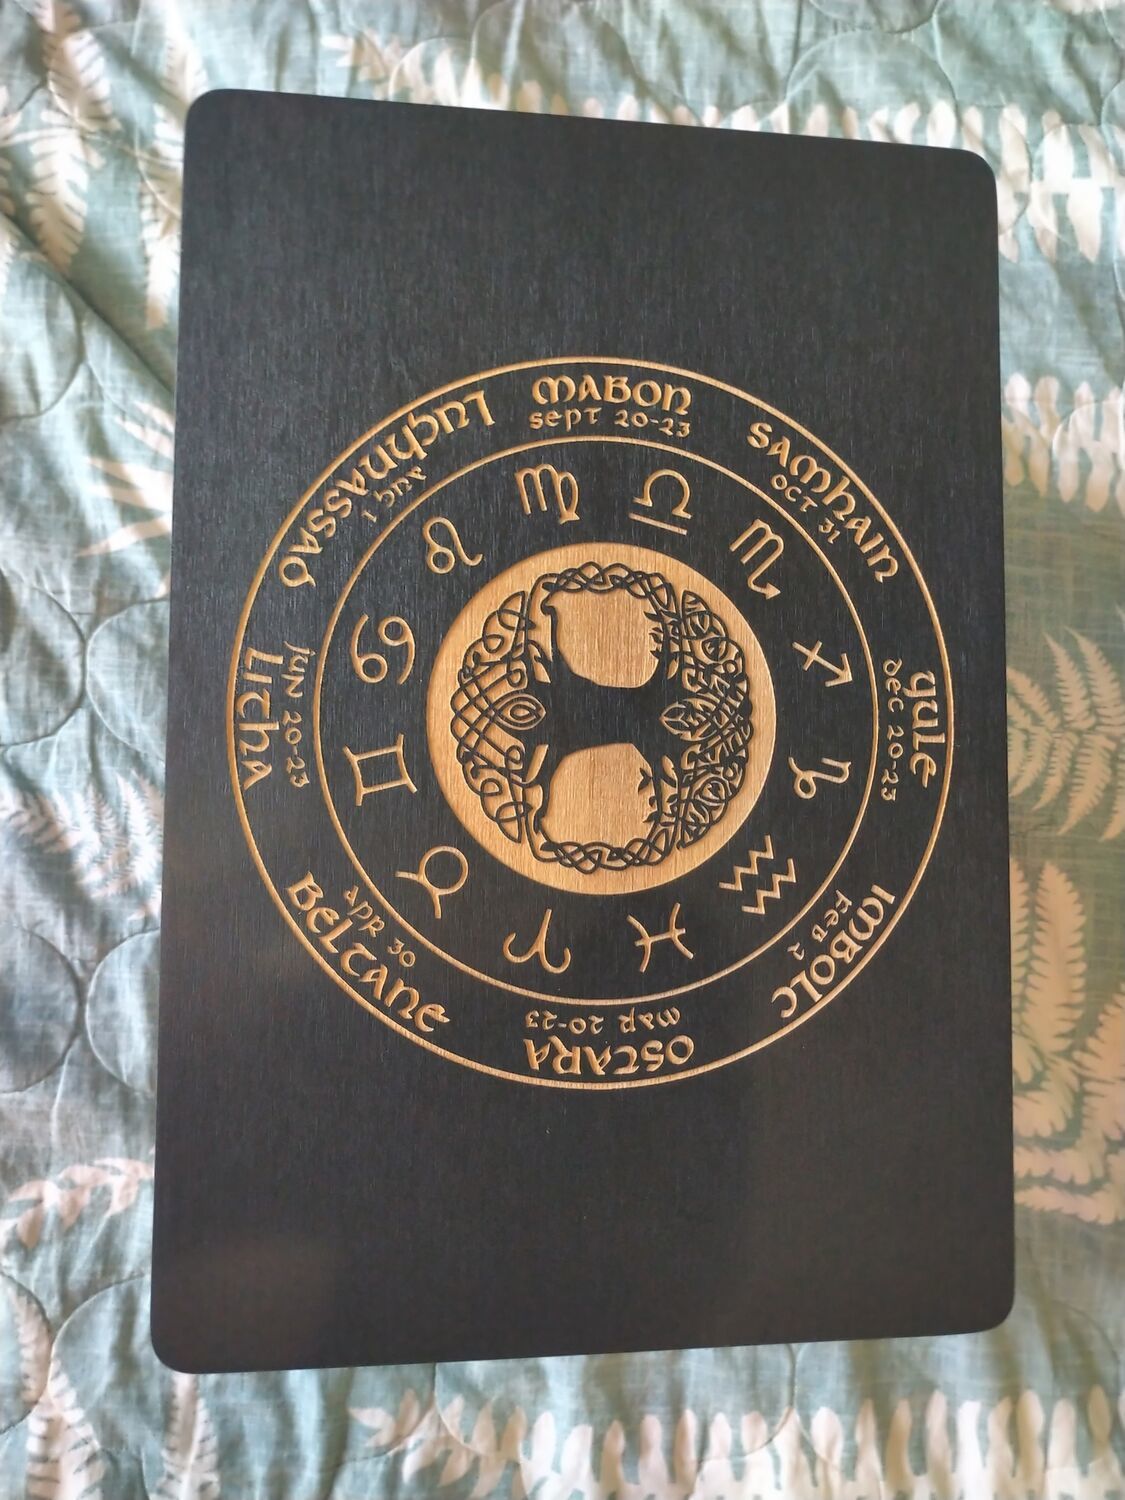 MABON
SEPT 20-23
SAMHAIN
OCT 31
YULE
DEC 20-23
IMBOLC
FEB 2
OSTARA
MAR 20-23
BELTANE
APR 30
LITHA
JUN 20-23
LUGHNASSAD
AUG 1